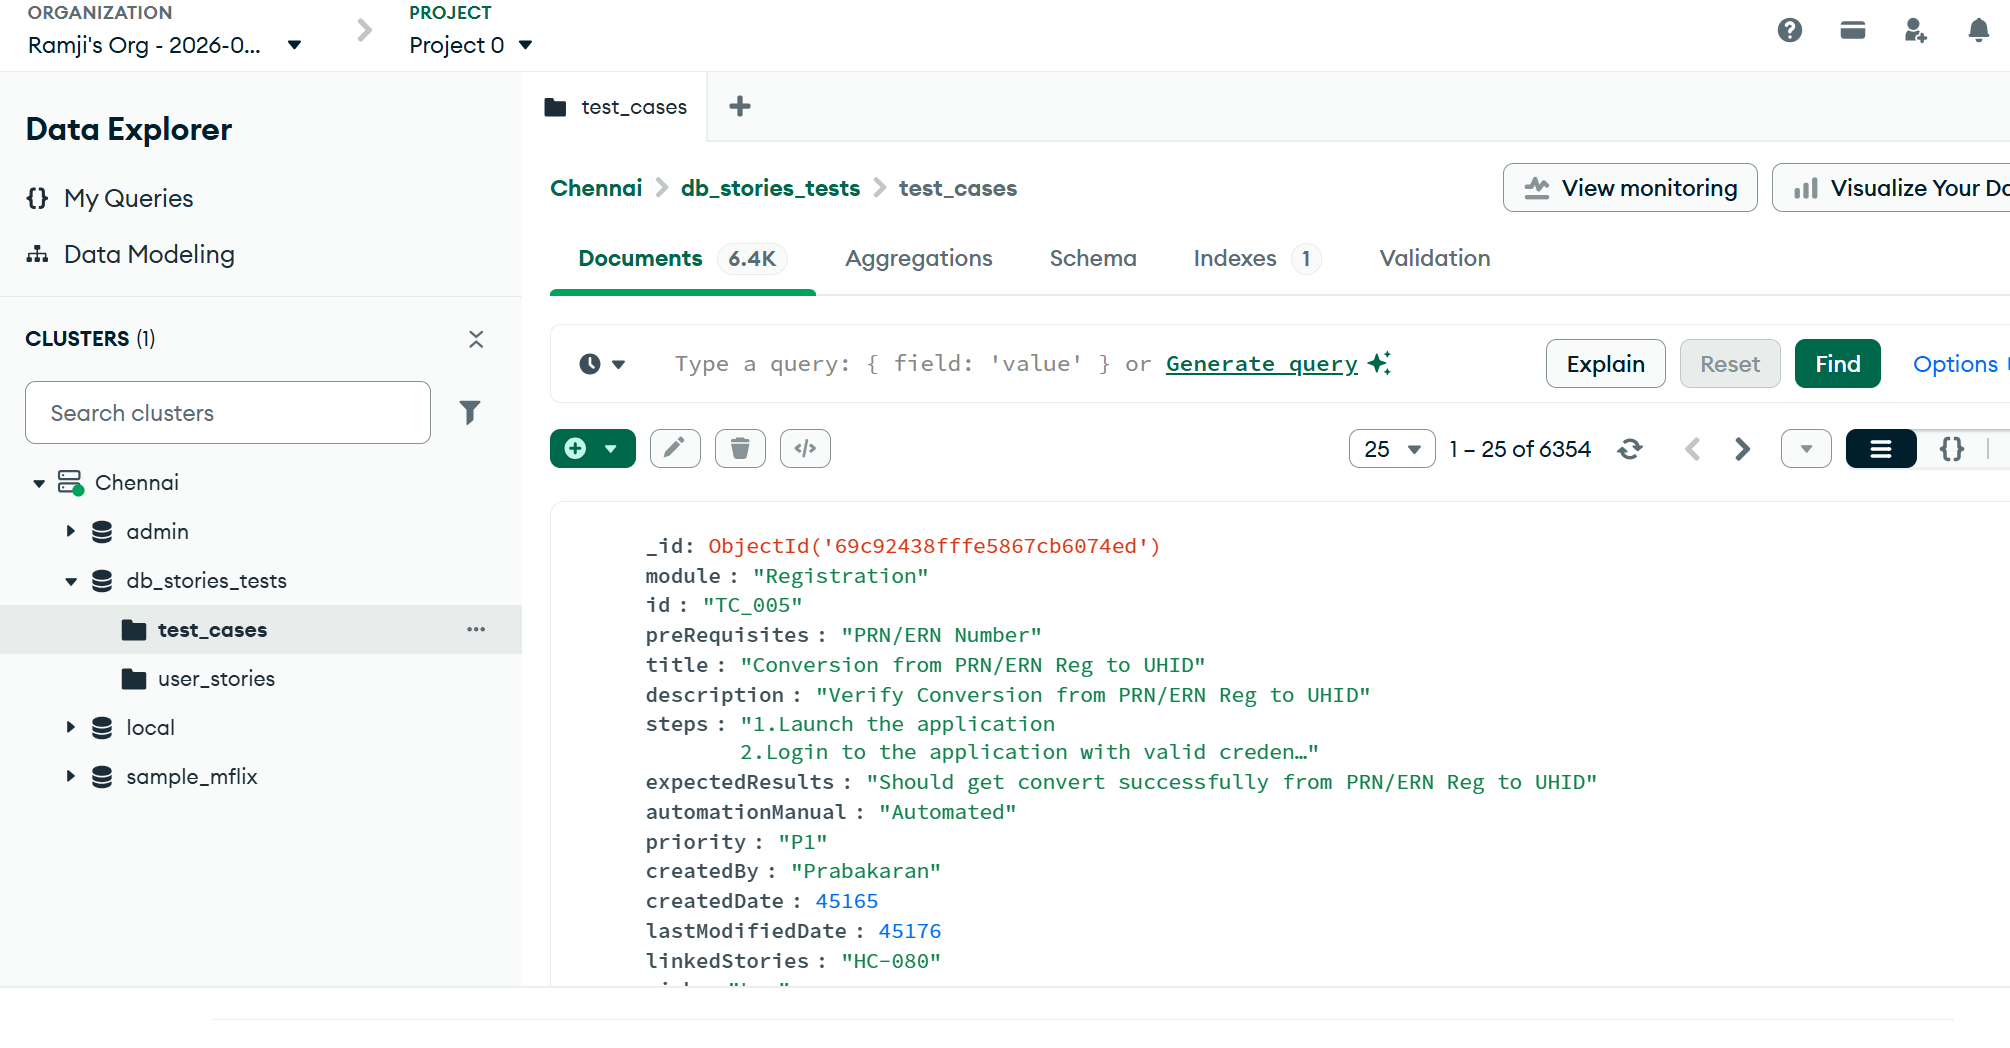 ORGANIZATION
Ramji's Org - 2026-0...
PROJECT
Project 0
Data Explorer
My Queries
Data Modeling
CLUSTERS (1)
Search clusters
Chennai
admin
db_stories_tests
test_cases
user_stories
local
sample_mflix
test_cases
Chennai > db_stories_tests > test_cases
View monitoring
Visualize Your Da
Documents 6.4K
Aggregations
Schema
Indexes 1
Validation
Type a query: { field: 'value' } or Generate query
Explain
Reset
Find
Options
25
1 – 25 of 6354
_id: ObjectId('69c92438fffe5867cb6074ed')
module : "Registration"
id : "TC_005"
preRequisites : "PRN/ERN Number"
title : "Conversion from PRN/ERN Reg to UHID"
description : "Verify Conversion from PRN/ERN Reg to UHID"
steps : "1.Launch the application
2.Login to the application with valid creden…"
expectedResults : "Should get convert successfully from PRN/ERN Reg to UHID"
automationManual : "Automated"
priority : "P1"
createdBy : "Prabakaran"
createdDate : 45165
lastModifiedDate : 45176
linkedStories : "HC-080"